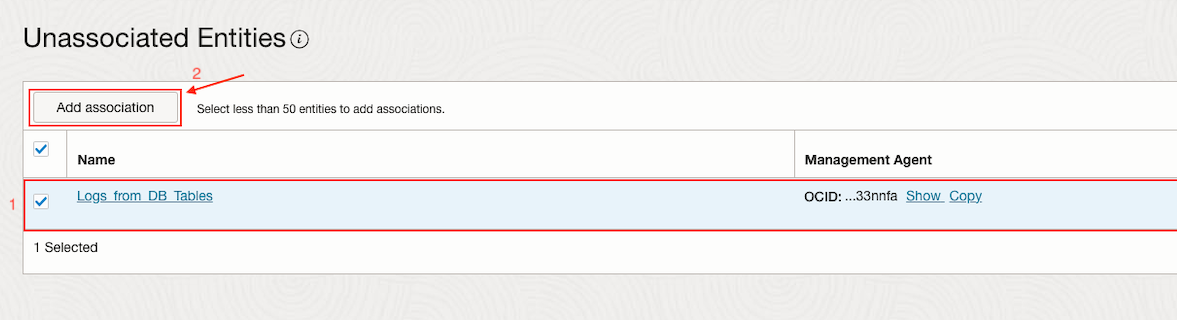 Unassociated Entities
2
Add association Select less than 50 entities to add associations.
Name Management Agent
1 Logs_from_DB_Tables OCID: ...33nnfa Show Copy
1 Selected